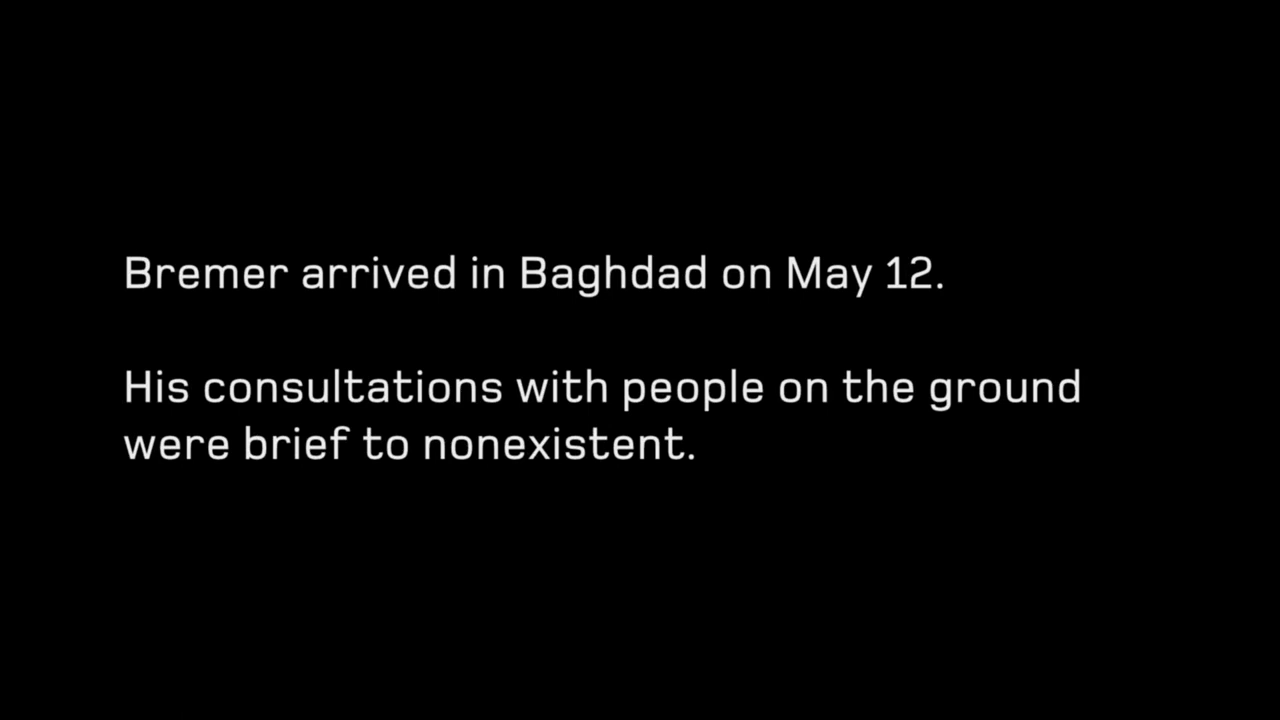 Bremer arrived in Baghdad on May 12.
His consultations with people on the ground
were brief to nonexistent.